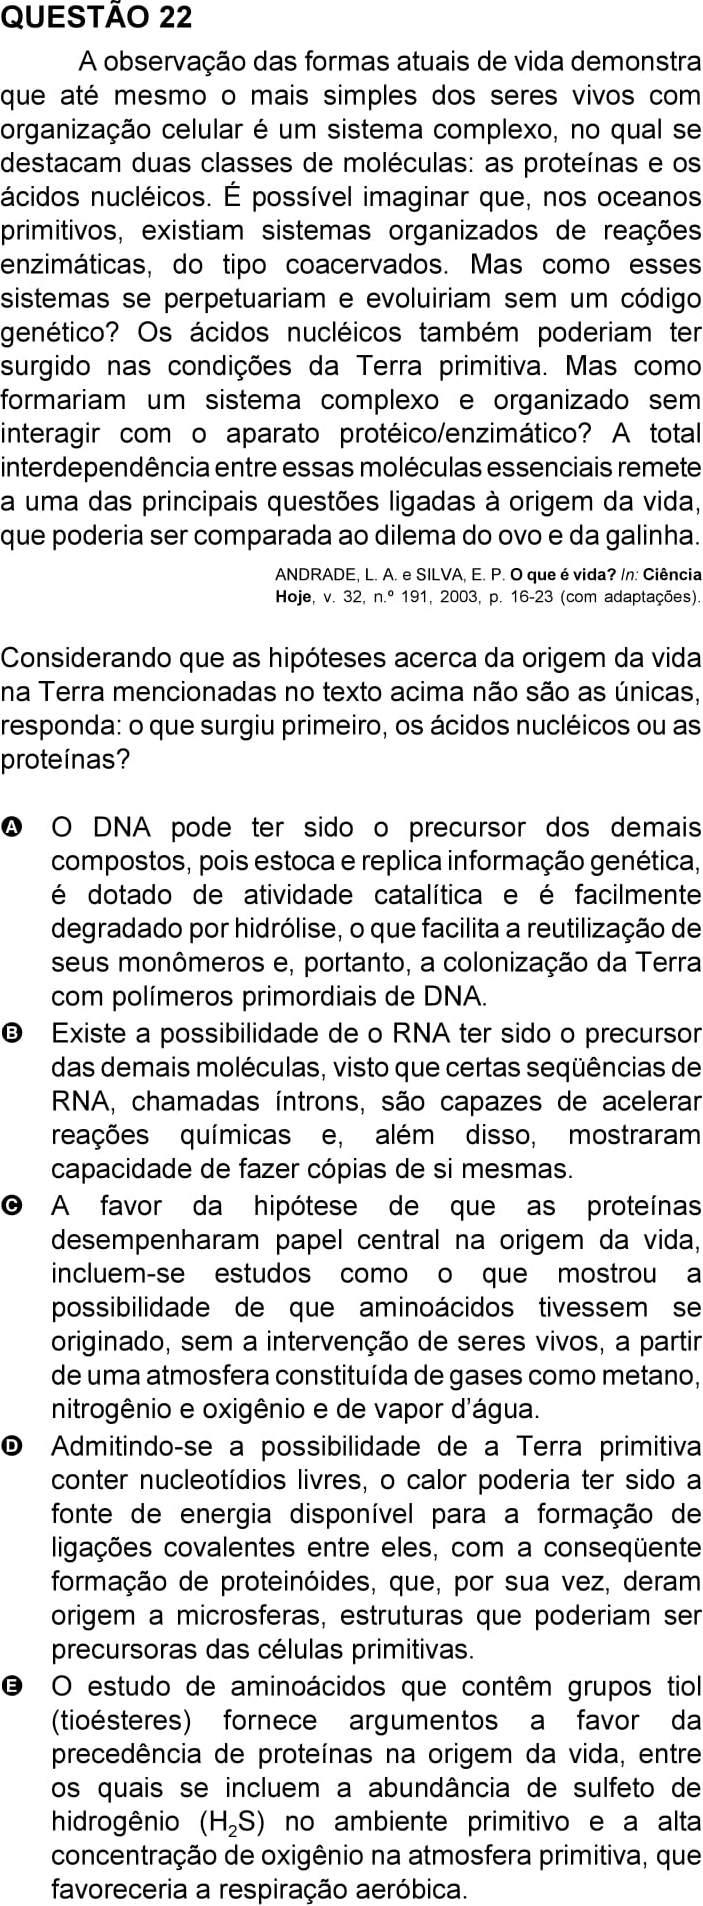 QUESTÃO 22
A observação das formas atuais de vida demonstra
que até mesmo o mais simples dos seres vivos com
organização celular é um sistema complexo, no qual se
destacam duas classes de moléculas: as proteínas e os
ácidos nucléicos. É possível imaginar que, nos oceanos
primitivos, existiam sistemas organizados de reações
enzimáticas, do tipo coacervados. Mas como esses
sistemas se perpetuariam e evoluiriam sem um código
genético? Os ácidos nucléicos também poderiam ter
surgido nas condições da Terra primitiva. Mas como
formariam um sistema complexo e organizado sem
interagir com o aparato protéico/enzimático? A total
interdependência entre essas moléculas essenciais remete
a uma das principais questões ligadas à origem da vida,
que poderia ser comparada ao dilema do ovo e da galinha.
ANDRADE, L. A. e SILVA, E. P. O que é vida? In: Ciência
Hoje, v. 32, n.º 191, 2003, p. 16-23 (com adaptações).
Considerando que as hipóteses acerca da origem da vida
na Terra mencionadas no texto acima não são as únicas,
responda: o que surgiu primeiro, os ácidos nucléicos ou as
proteínas?
A O DNA pode ter sido o precursor dos demais
compostos, pois estoca e replica informação genética,
é dotado de atividade catalítica e é facilmente
degradado por hidrólise, o que facilita a reutilização de
seus monômeros e, portanto, a colonização da Terra
com polímeros primordiais de DNA.
B Existe a possibilidade de o RNA ter sido o precursor
das demais moléculas, visto que certas seqüências de
RNA, chamadas íntrons, são capazes de acelerar
reações químicas e, além disso, mostraram
capacidade de fazer cópias de si mesmas.
C A favor da hipótese de que as proteínas
desempenharam papel central na origem da vida,
incluem-se estudos como o que mostrou a
possibilidade de que aminoácidos tivessem se
originado, sem a intervenção de seres vivos, a partir
de uma atmosfera constituída de gases como metano,
nitrogênio e oxigênio e de vapor d'água.
D Admitindo-se a possibilidade de a Terra primitiva
conter nucleotídios livres, o calor poderia ter sido a
fonte de energia disponível para a formação de
ligações covalentes entre eles, com a conseqüente
formação de proteinóides, que, por sua vez, deram
origem a microsferas, estruturas que poderiam ser
precursoras das células primitivas.
E O estudo de aminoácidos que contêm grupos tiol
(tioésteres) fornece argumentos a favor da
precedência de proteínas na origem da vida, entre
os quais se incluem a abundância de sulfeto de
hidrogênio (H₂S) no ambiente primitivo e a alta
concentração de oxigênio na atmosfera primitiva, que
favoreceria a respiração aeróbica.